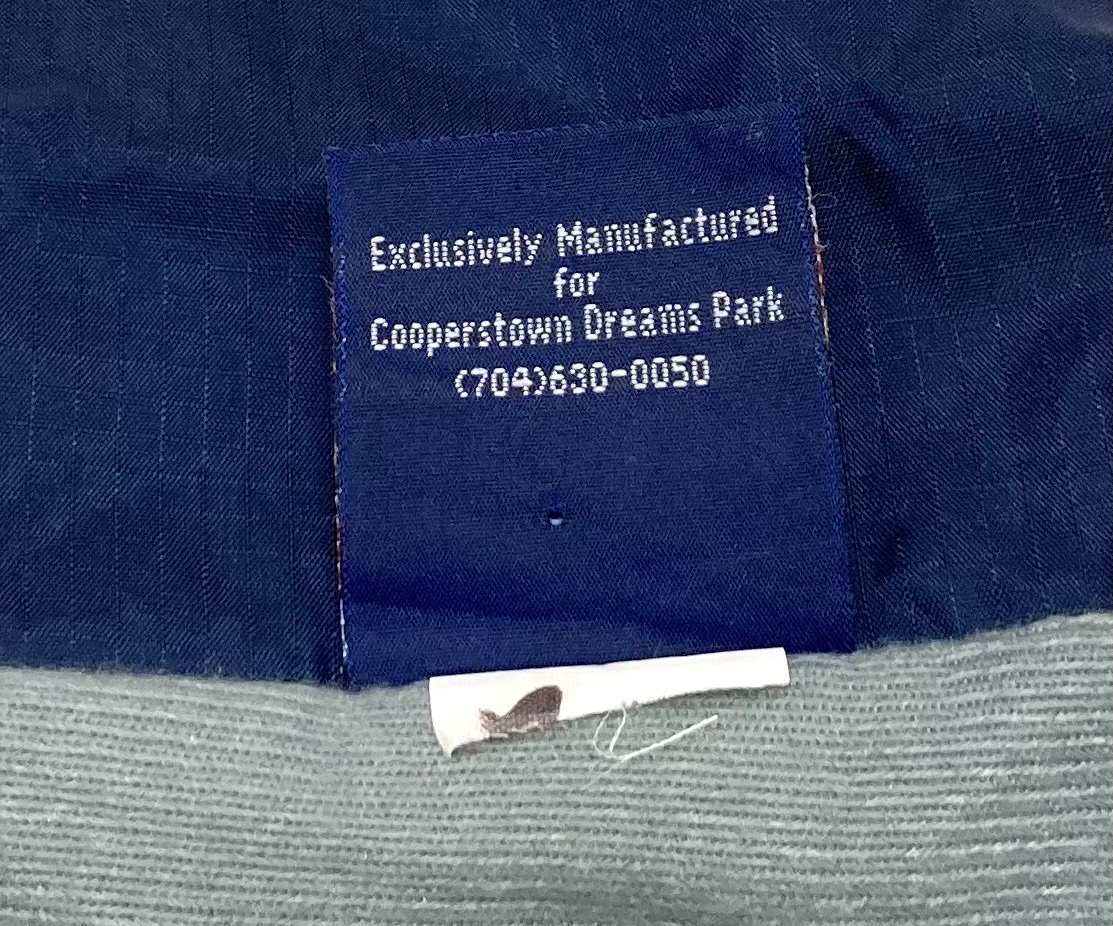 Exclusively Manufactured
for
Cooperstown Dreams Park
(704)630-0050